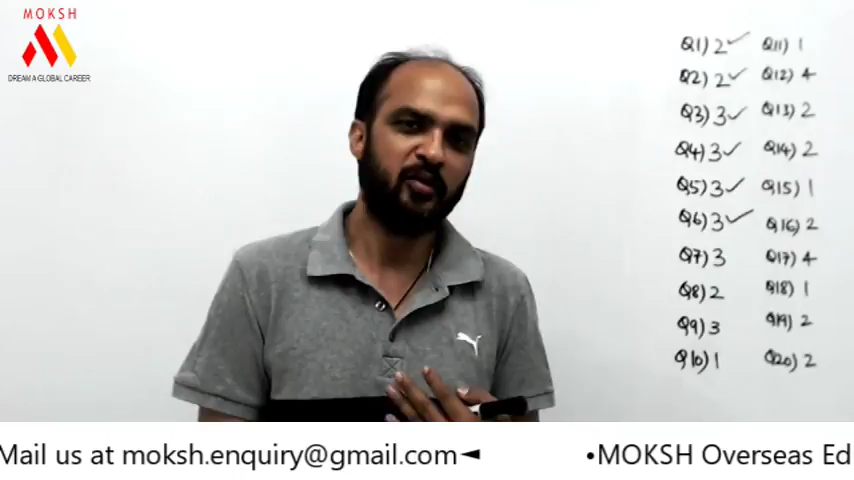 MOKSH
DREAM A GLOBAL CAREER
Q1) 2 ✓ Q11) 1
Q2) 2 ✓ Q12) 4
Q3) 3 ✓ Q13) 2
Q4) 3 ✓ Q14) 2
Q5) 3 ✓ Q15) 1
Q6) 3 ✓ Q16) 2
Q7) 3 Q17) 4
Q8) 2 Q18) 1
Q9) 3 Q19) 2
Q10) 1 Q20) 2
Mail us at moksh.enquiry@gmail.com◄ •MOKSH Overseas Ed